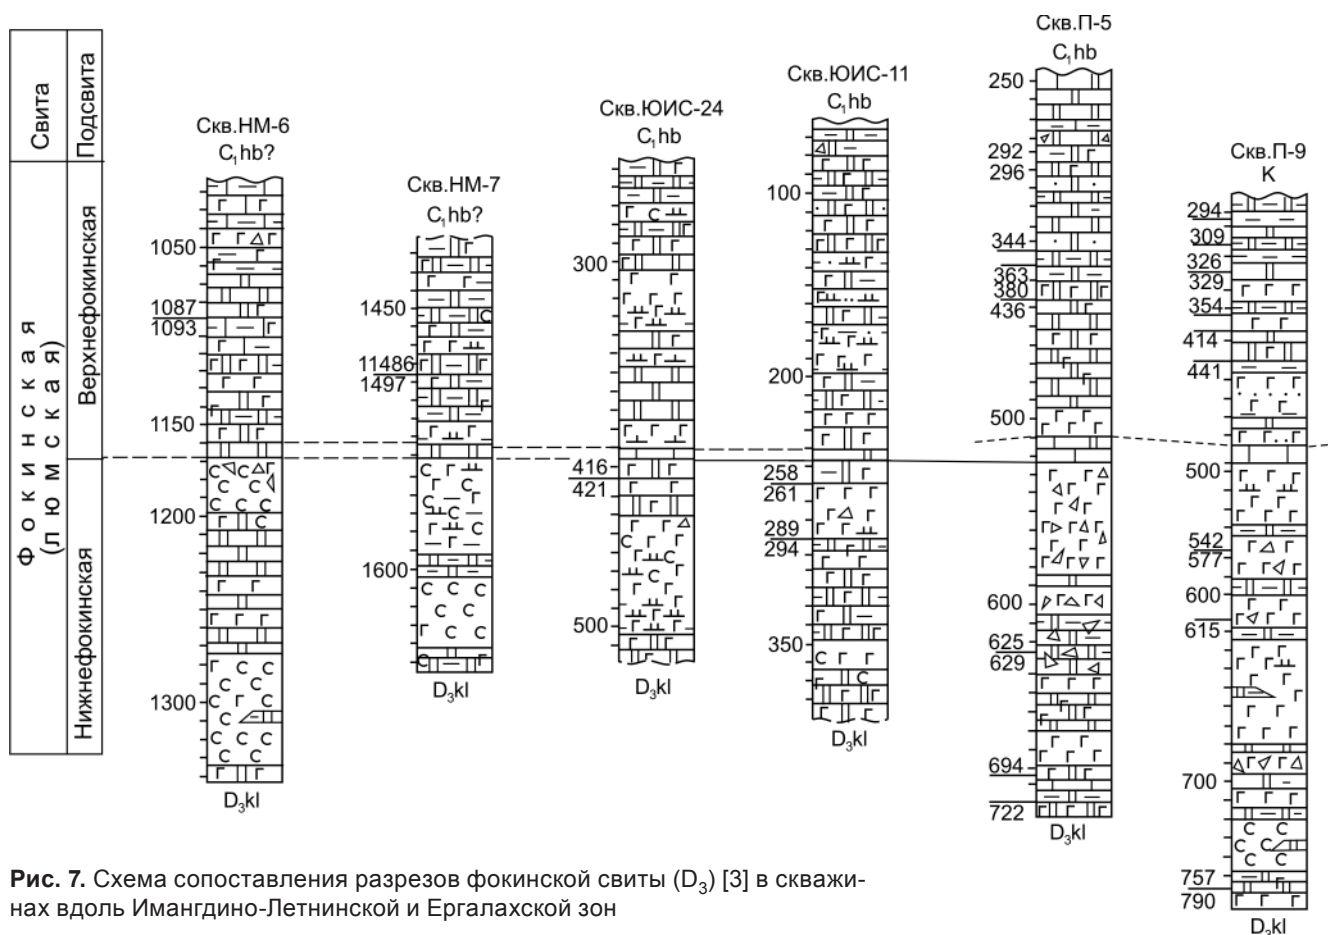 Свита
Подсвита
Фокинская
(люмская)
Верхнефокинская
Нижнефокинская
Скв.НМ-6
C₁hb?
1050
1087
1093
1150
1200
1300
D₃kl
Скв.НМ-7
C₁hb?
1450
11486
1497
1600
D₃kl
Скв.ЮИС-24
C₁hb
300
416
421
500
D₃kl
Скв.ЮИС-11
C₁hb
100
200
258
261
289
294
350
D₃kl
Скв.П-5
C₁hb
250
292
296
344
363
380
436
500
600
625
629
694
722
D₃kl
Скв.П-9
K
294
309
326
329
354
414
441
500
542
577
600
615
700
757
790
D₃kl
Рис. 7. Схема сопоставления разрезов фокинской свиты (D₃) [3] в скважи-
нах вдоль Имангдино-Летнинской и Ергалахской зон